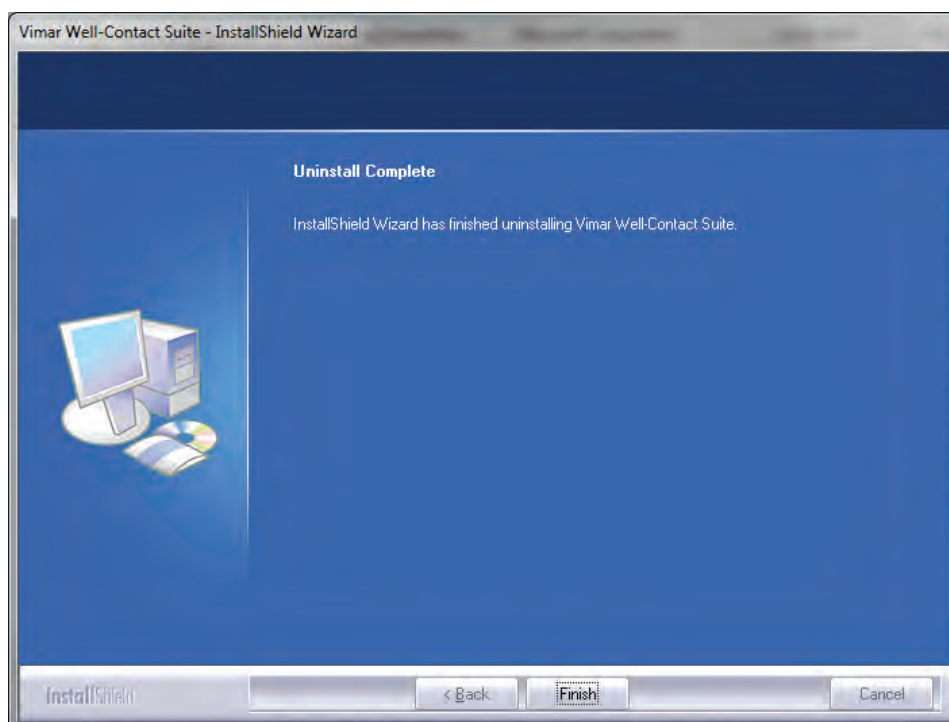 Vimar Well-Contact Suite - InstallShield Wizard
Uninstall Complete
InstallShield Wizard has finished uninstalling Vimar Well-Contact Suite.
InstallShield
< Back
Finish
Cancel